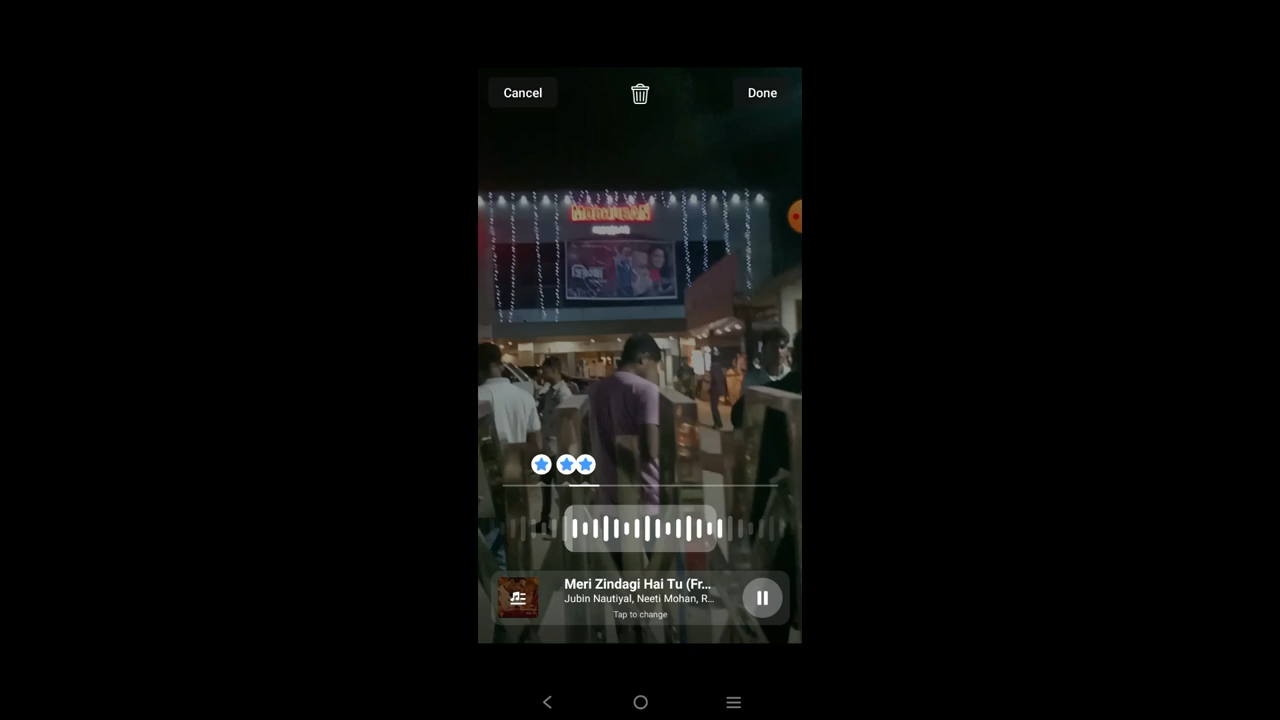 Cancel
Done
Meri Zindagi Hai Tu (Fr...
Jubin Nautiyal, Neeti Mohan, R...
Tap to change